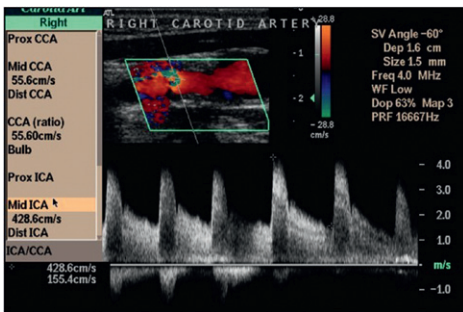 Carotid Art
Right
Prox CCA
Mid CCA
55.6cm/s
Dist CCA
CCA (ratio)
55.60cm/s
Bulb
Prox ICA
Mid ICA
428.6cm/s
Dist ICA
ICA/CCA
428.6cm/s
155.4cm/s
RIGHT CAROTID ARTERY
28.8
1
2
28.8
cm/s
SV Angle -60°
Dep 1.6 cm
Size 1.5 mm
Freq 4.0 MHz
WF Low
Dop 63% Map 3
PRF 16667Hz
4.0
3.0
2.0
1.0
m/s
-1.0